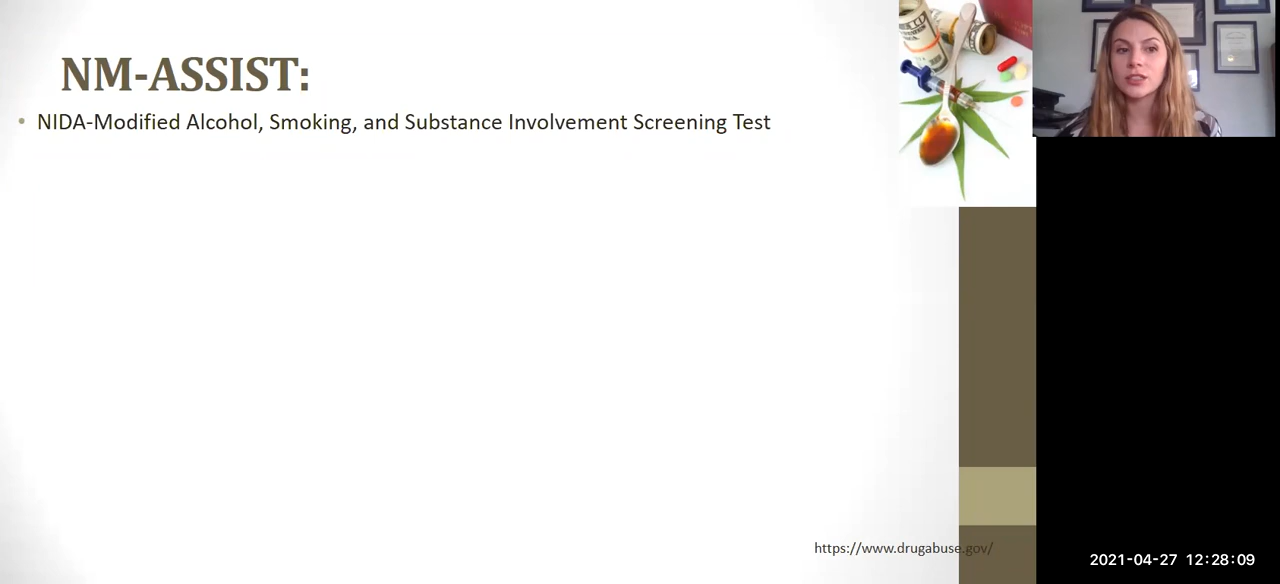 NM-ASSIST:
• NIDA-Modified Alcohol, Smoking, and Substance Involvement Screening Test
https://www.drugabuse.gov/
2021-04-27 12:28:09